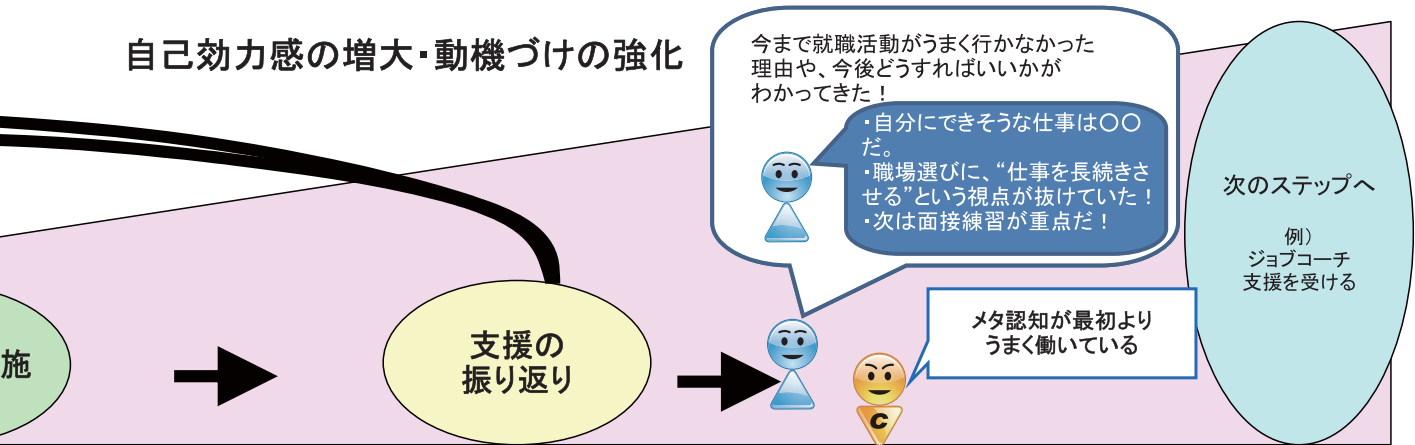 自己効力感の増大・動機づけの強化
今まで就職活動がうまく行かなかった
理由や、今後どうすればいいかが
わかってきた！
・自分にできそうな仕事は〇〇
だ。
・職場選びに、“仕事を長続きさ
せる”という視点が抜けていた！
・次は面接練習が重点だ！
次のステップへ
例）
ジョブコーチ
支援を受ける
メタ認知が最初より
うまく働いている
施
支援の
振り返り
C